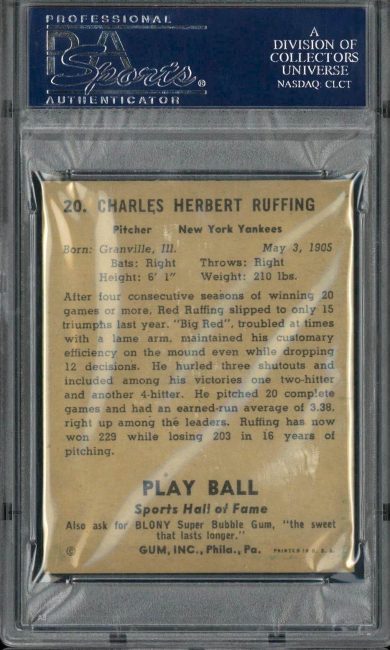 PROFESSIONAL
PSA
Sports®
AUTHENTICATOR
A
DIVISION OF
COLLECTORS
UNIVERSE
NASDAQ: CLCT
20. CHARLES HERBERT RUFFING
Pitcher New York Yankees
Born: Granville, Ill. May 3, 1905
Bats: Right Throws: Right
Height: 6' 1" Weight: 210 lbs.
After four consecutive seasons of winning 20
games or more, Red Ruffing slipped to only 15
triumphs last year. "Big Red", troubled at times
with a lame arm, maintained his customary
efficiency on the mound even while dropping
12 decisions. He hurled three shutouts and
included among his victories one two-hitter
and another 4-hitter. He pitched 20 complete
games and had an earned-run average of 3.38,
right up among the leaders. Ruffing has now
won 229 while losing 203 in 16 years of
pitching.
PLAY BALL
Sports Hall of Fame
Also ask for BLONY Super Bubble Gum, "the sweet
that lasts longer."
© GUM, INC., Phila., Pa. PRINTED IN U. S. A.